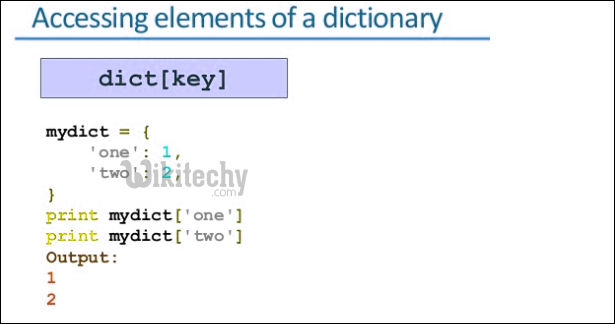 Accessing elements of a dictionary
dict[key]
mydict = {
    'one': 1,
    'two': 2,
Wikitechy
.com
}
print mydict['one']
print mydict['two']
Output:
1
2